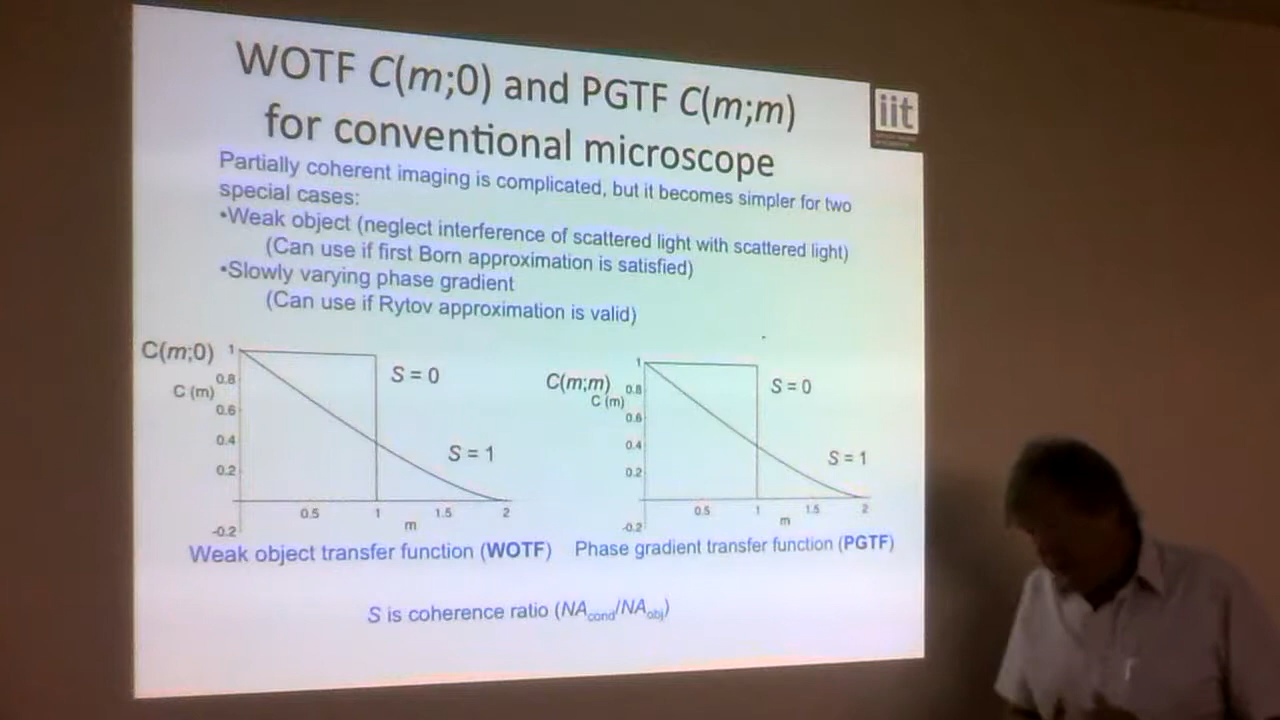 WOTF C(m;0) and PGTF C(m;m)
for conventional microscope
iit
Partially coherent imaging is complicated, but it becomes simpler for two
special cases:
•Weak object (neglect interference of scattered light with scattered light)
(Can use if first Born approximation is satisfied)
•Slowly varying phase gradient
(Can use if Rytov approximation is valid)
C(m;0)
C (m)
1
0.8
0.6
0.4
0.2
-0.2
0.5
1
1.5
2
m
S = 0
S = 1
Weak object transfer function (WOTF)
C(m;m)
C (m)
1
0.8
0.6
0.4
0.2
-0.2
0.5
1
1.5
2
m
S = 0
S = 1
Phase gradient transfer function (PGTF)
S is coherence ratio (NAcond/NAobj)